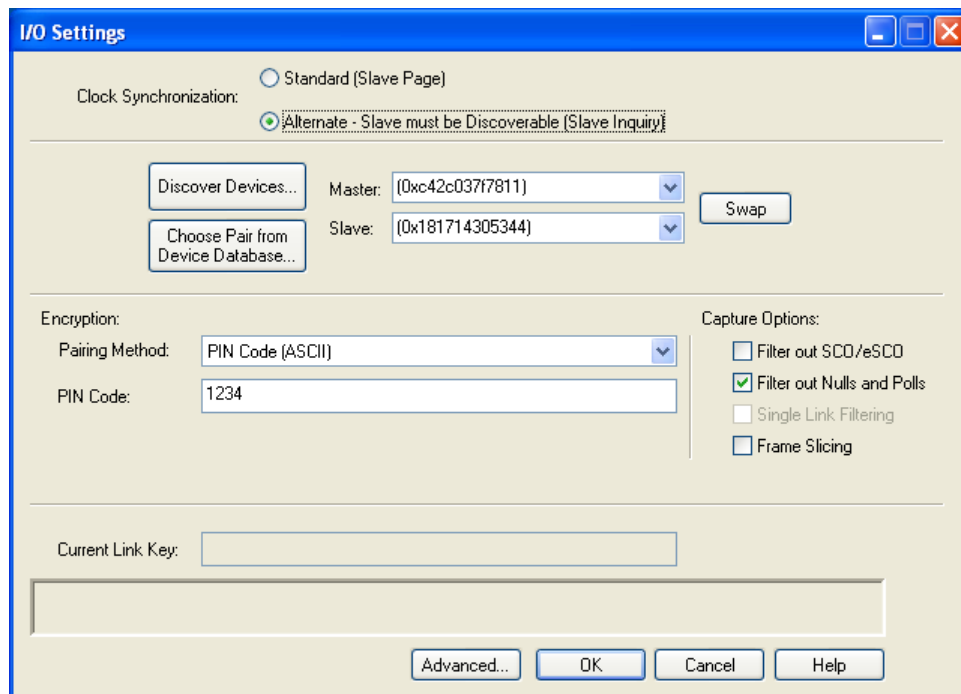 I/O Settings
Clock Synchronization:
Standard (Slave Page)
Alternate - Slave must be Discoverable (Slave Inquiry)
Discover Devices...
Master:
(0xc42c037f7811)
Swap
Choose Pair from
Device Database...
Slave:
(0x181714305344)
Encryption:
Pairing Method:
PIN Code (ASCII)
PIN Code:
1234
Capture Options:
Filter out SCO/eSCO
Filter out Nulls and Polls
Single Link Filtering
Frame Slicing
Current Link Key:
Advanced...
OK
Cancel
Help